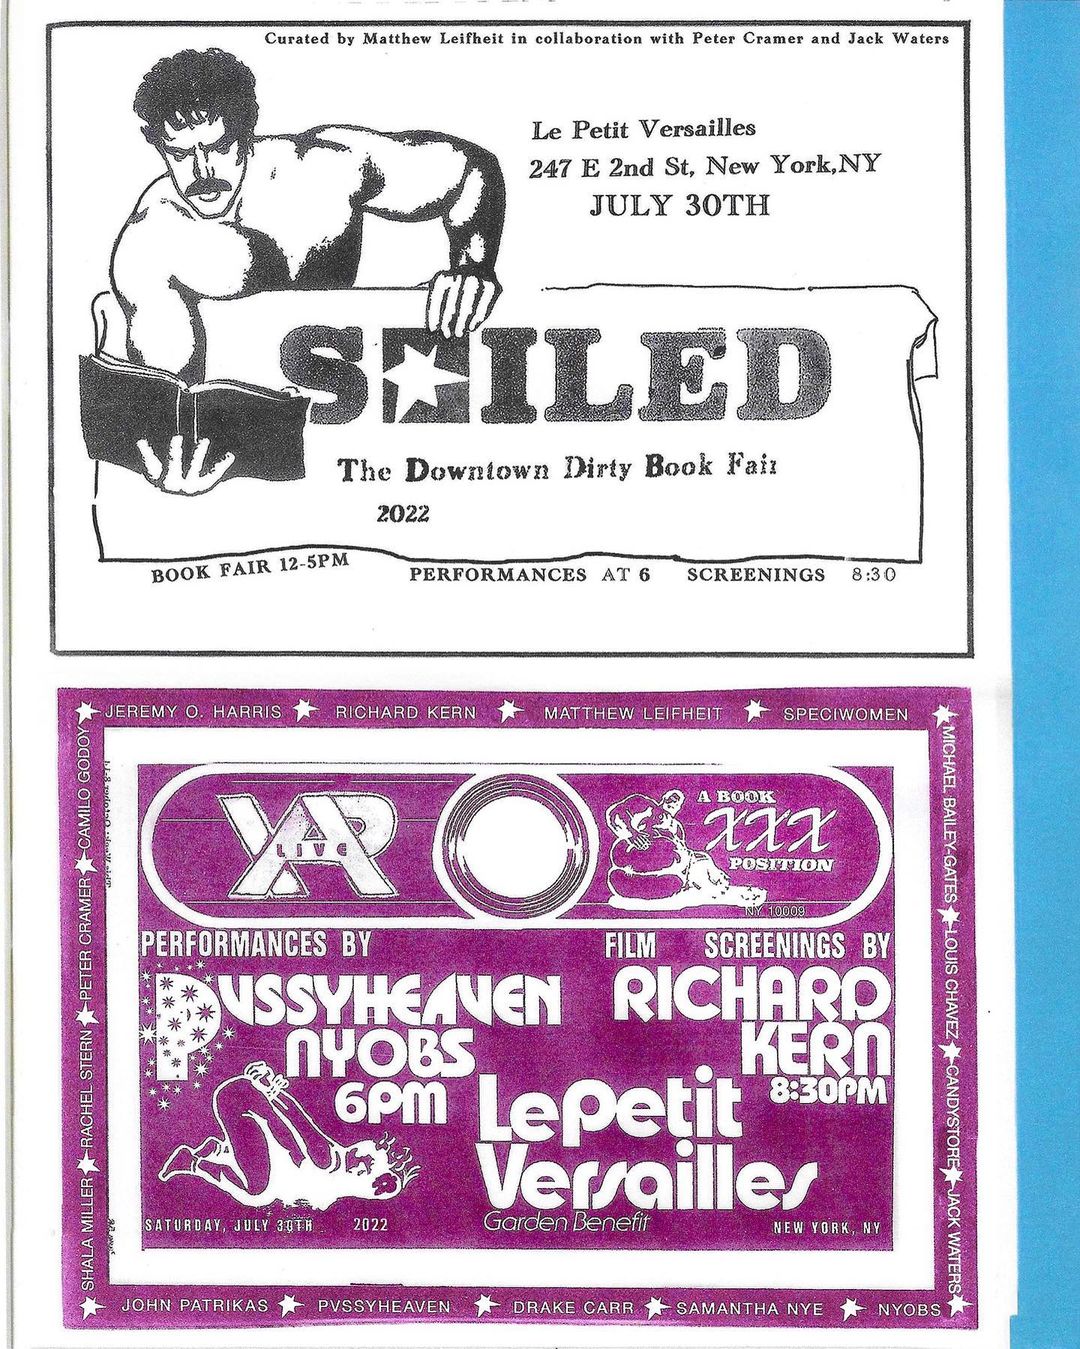 Curated by Matthew Leifheit in collaboration with Peter Cramer and Jack Waters
Le Petit Versailles
247 E 2nd St, New York,NY
JULY 30TH
S★ILED
The Downtown Dirty Book Fair
2022
BOOK FAIR 12-5PM
PERFORMANCES AT 6 SCREENINGS 8:30
JEREMY O. HARRIS ★ RICHARD KERN ★ MATTHEW LEIFHEIT ★ SPECIWOMEN
MICHAEL BAILEY-GATES ★ LOUIS CHAVEZ ★ CANDYSTORE ★ JACK WATERS
SHALA MILLER ★ RACHEL STERN ★ PETER CRAMER ★ CAMILO GODOY
LIVE
A BOOK
XXX
POSITION
NY 10009
PERFORMANCES BY
PVSSYHEAVEN
NYOBS
6PM
FILM SCREENINGS BY
RICHARD
KERN
8:30PM
LePetit
Versailles
Garden Benefit
SATURDAY, JULY 30TH 2022
NEW YORK, NY
JOHN PATRIKAS ★ PVSSYHEAVEN ★ DRAKE CARR ★ SAMANTHA NYE ★ NYOBS